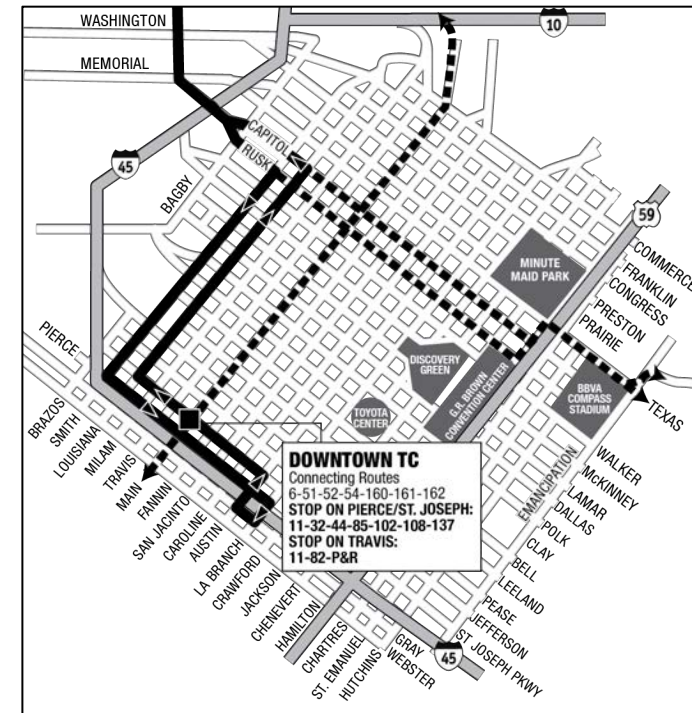 WASHINGTON
10
MEMORIAL
CAPITOL
RUSK
45
BAGBY
59
COMMERCE
FRANKLIN
CONGRESS
PRESTON
PRAIRIE
MINUTE
MAID PARK
DISCOVERY
GREEN
G.R. BROWN
CONVENTION CENTER
TOYOTA
CENTER
BBVA
COMPASS
STADIUM
TEXAS
PIERCE
BRAZOS
SMITH
LOUISIANA
MILAM
TRAVIS
MAIN
FANNIN
SAN JACINTO
CAROLINE
AUSTIN
LA BRANCH
CRAWFORD
JACKSON
CHENEVERT
HAMILTON
CHARTRES
ST. EMANUEL
HUTCHINS
DOWNTOWN TC
Connecting Routes
6-51-52-54-160-161-162
STOP ON PIERCE/ST. JOSEPH:
11-32-44-85-102-108-137
STOP ON TRAVIS:
11-82-P&R
EMANCIPATION
WALKER
McKINNEY
LAMAR
DALLAS
POLK
CLAY
BELL
LEELAND
PEASE
JEFFERSON
ST JOSEPH PKWY
GRAY
WEBSTER
45